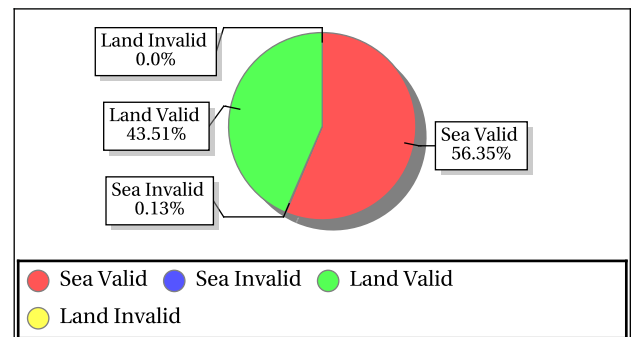 Land Invalid
0.0%
Land Valid
43.51%
Sea Valid
56.35%
Sea Invalid
0.13%
Sea Valid Sea Invalid Land Valid
Land Invalid